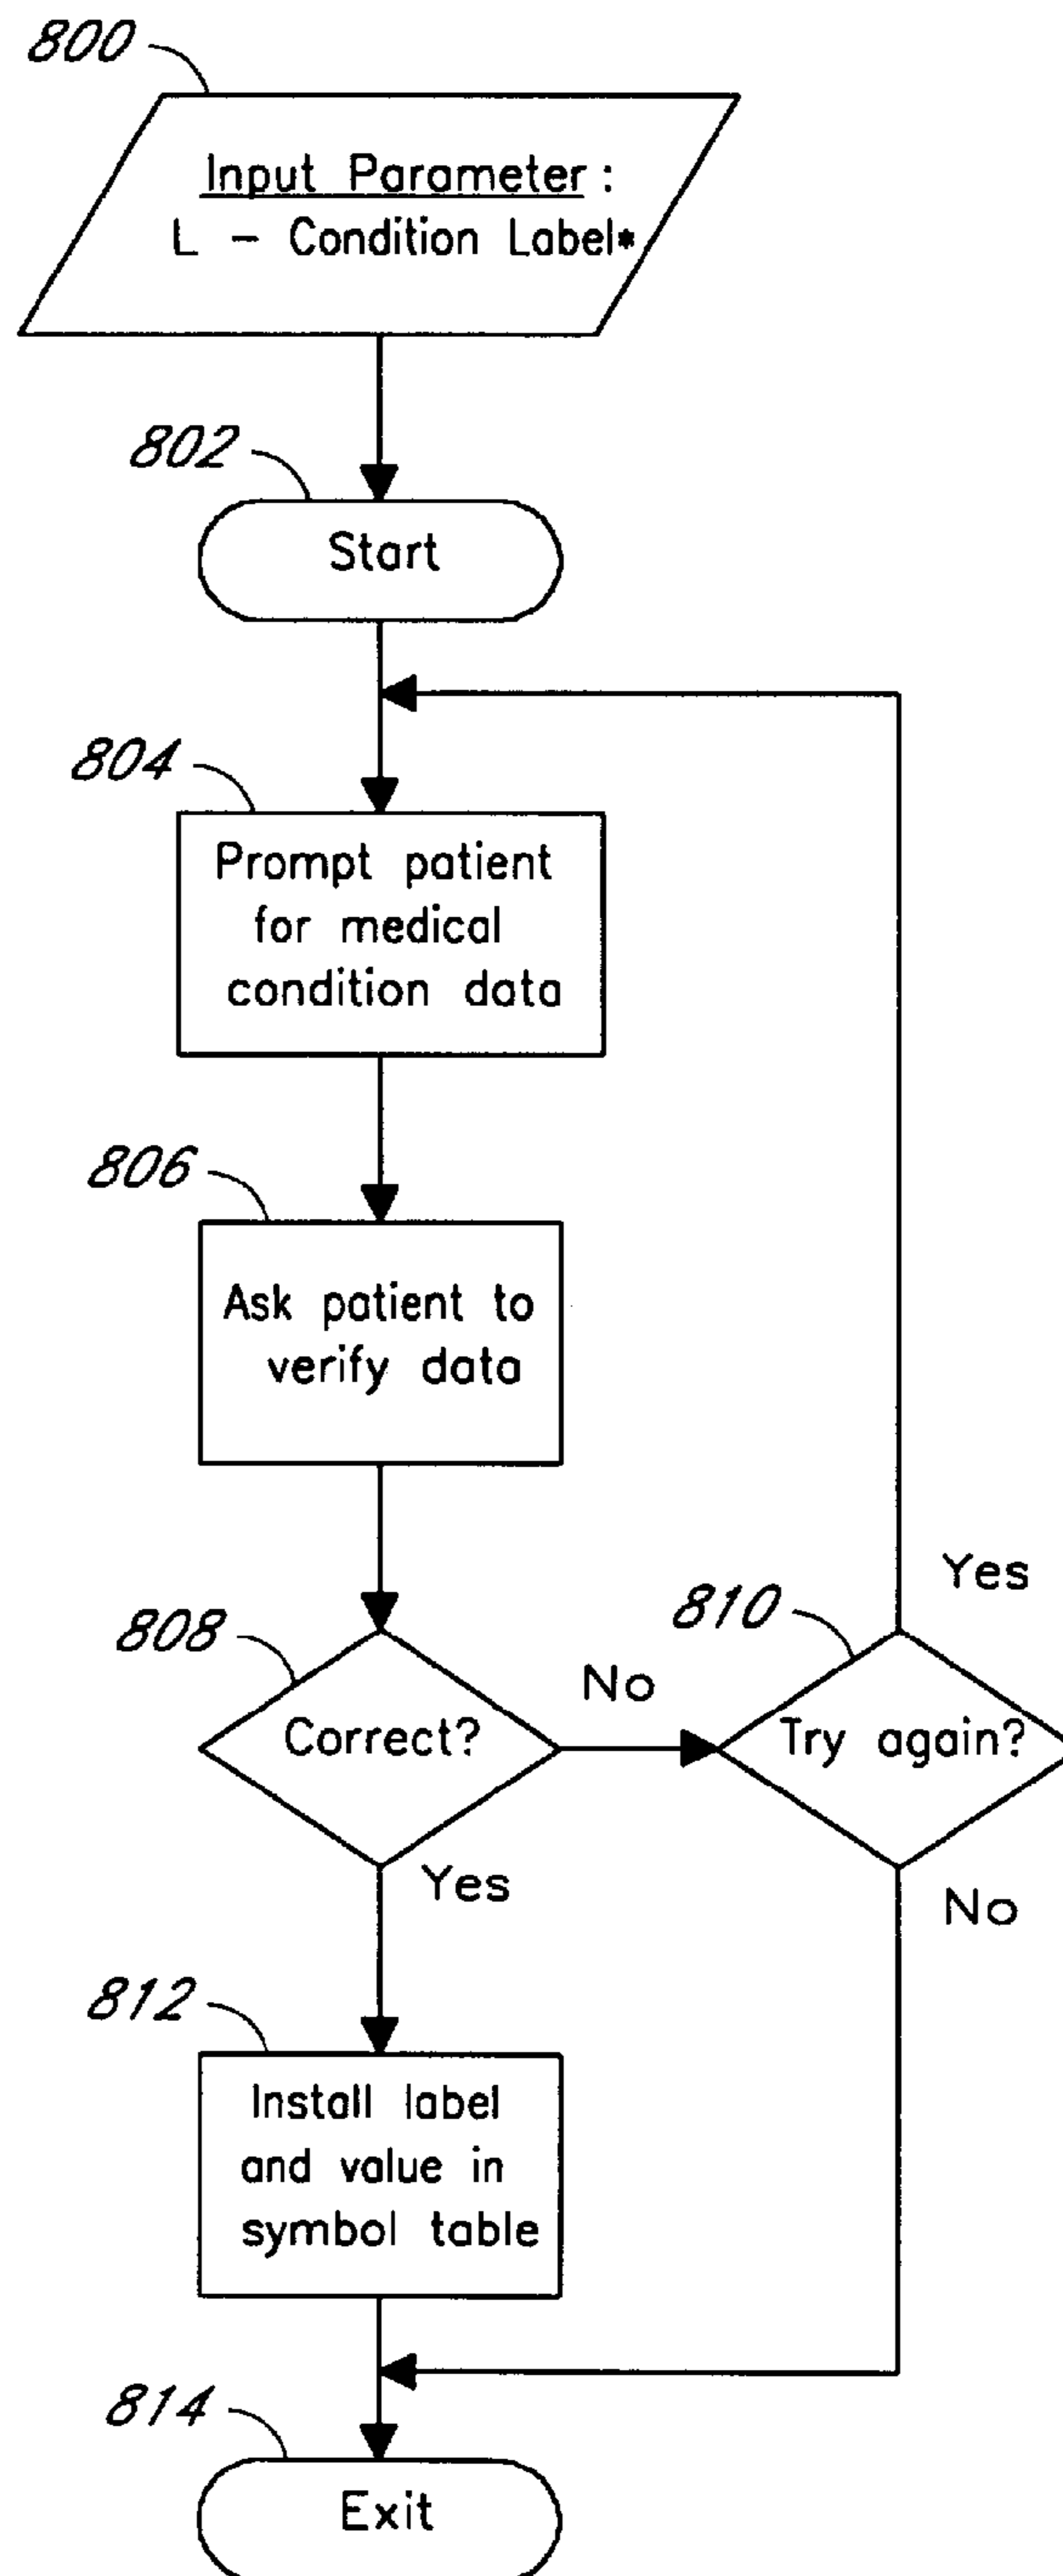 800
Input Parameter :
L - Condition Label*
802
Start
804
Prompt patient
for medical
condition data
806
Ask patient to
verify data
808
Correct?
No
810
Try again?
Yes
Yes
No
812
Install label
and value in
symbol table
814
Exit